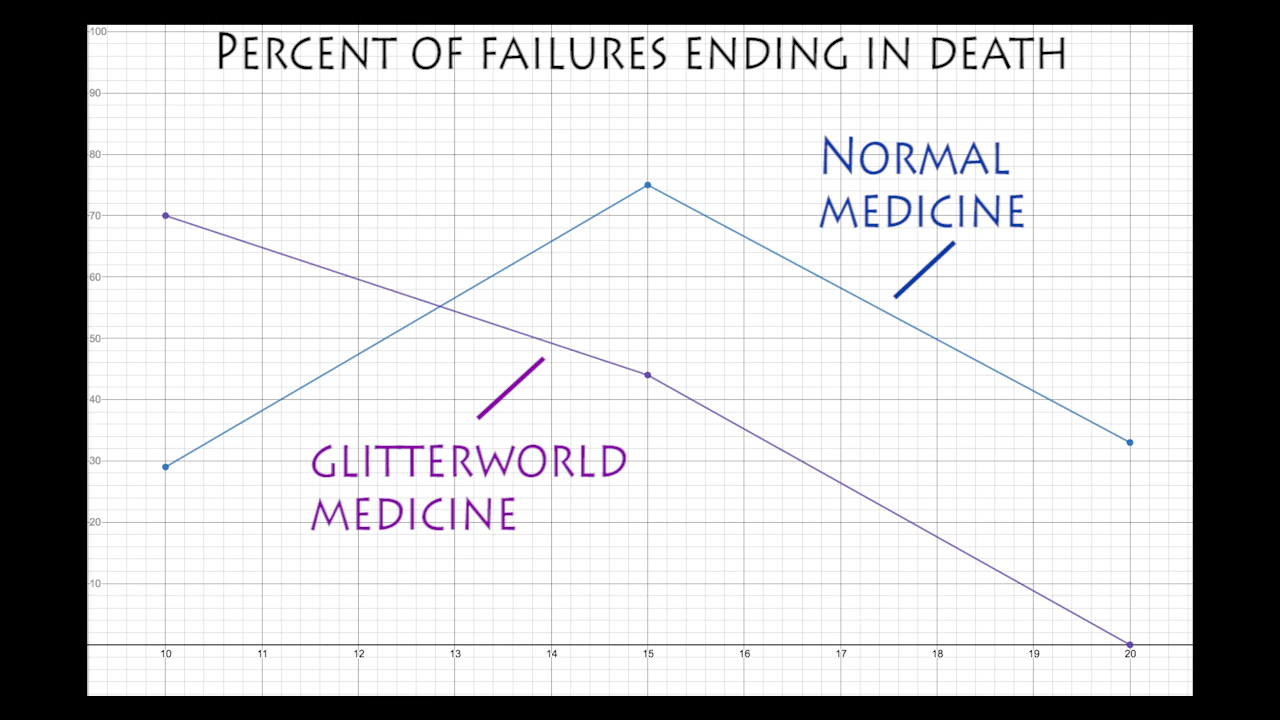 PERCENT OF FAILURES ENDING IN DEATH
100
90
80
70
60
50
40
30
20
10
NORMAL
MEDICINE
GLITTERWORLD
MEDICINE
10 11 12 13 14 15 16 17 18 19 20